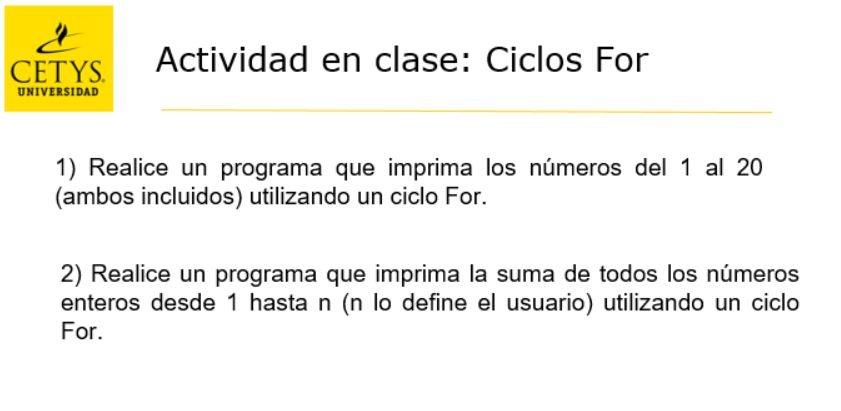 CETYS
UNIVERSIDAD
Actividad en clase: Ciclos For
1) Realice un programa que imprima los números del 1 al 20
(ambos incluidos) utilizando un ciclo For.
2) Realice un programa que imprima la suma de todos los números
enteros desde 1 hasta n (n lo define el usuario) utilizando un ciclo
For.